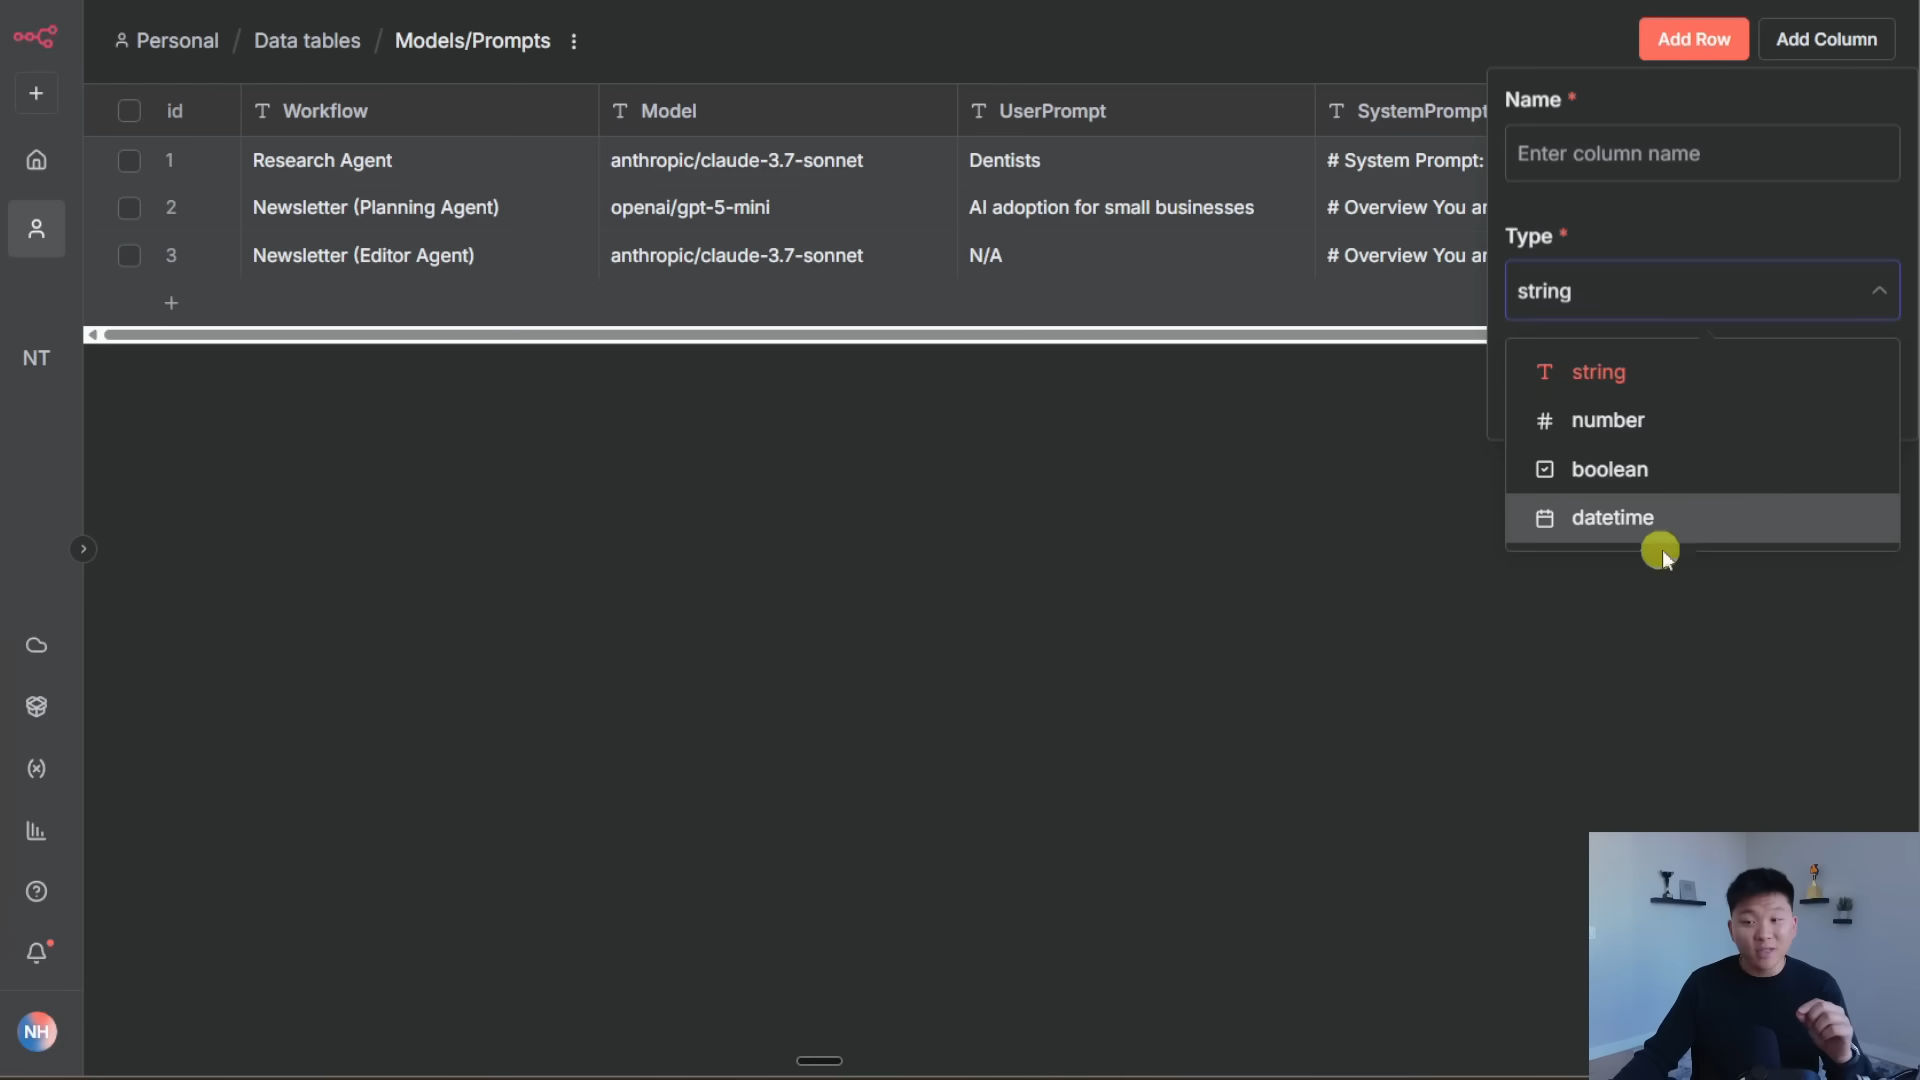 Personal / Data tables / Models/Prompts
Add Row
Add Column
id Workflow Model UserPrompt SystemPrompt
1 Research Agent anthropic/claude-3.7-sonnet Dentists # System Prompt:
2 Newsletter (Planning Agent) openai/gpt-5-mini AI adoption for small businesses # Overview You ar
3 Newsletter (Editor Agent) anthropic/claude-3.7-sonnet N/A # Overview You ar
Name *
Enter column name
Type *
string
string
number
boolean
datetime
NT
NH